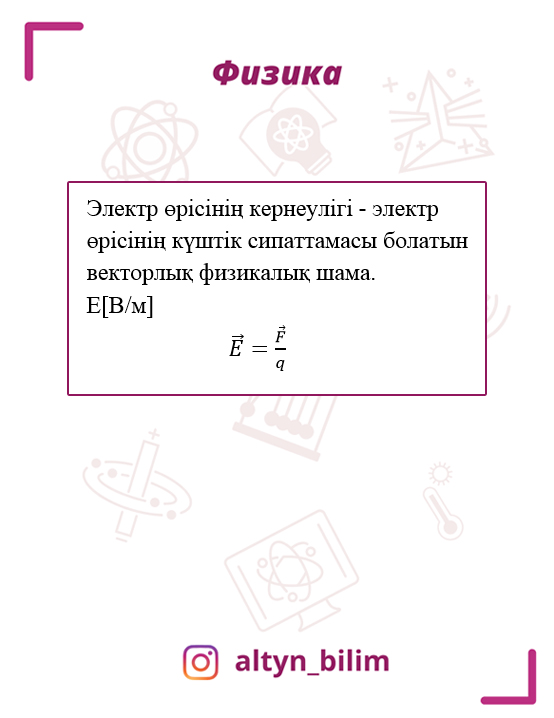 Физика
Электр өрісінің кернеулігі - электр
өрісінің күштік сипаттамасы болатын
векторлық физикалық шама.
E[В/м]
$\vec{E} = \frac{\vec{F}}{q}$
altyn_bilim